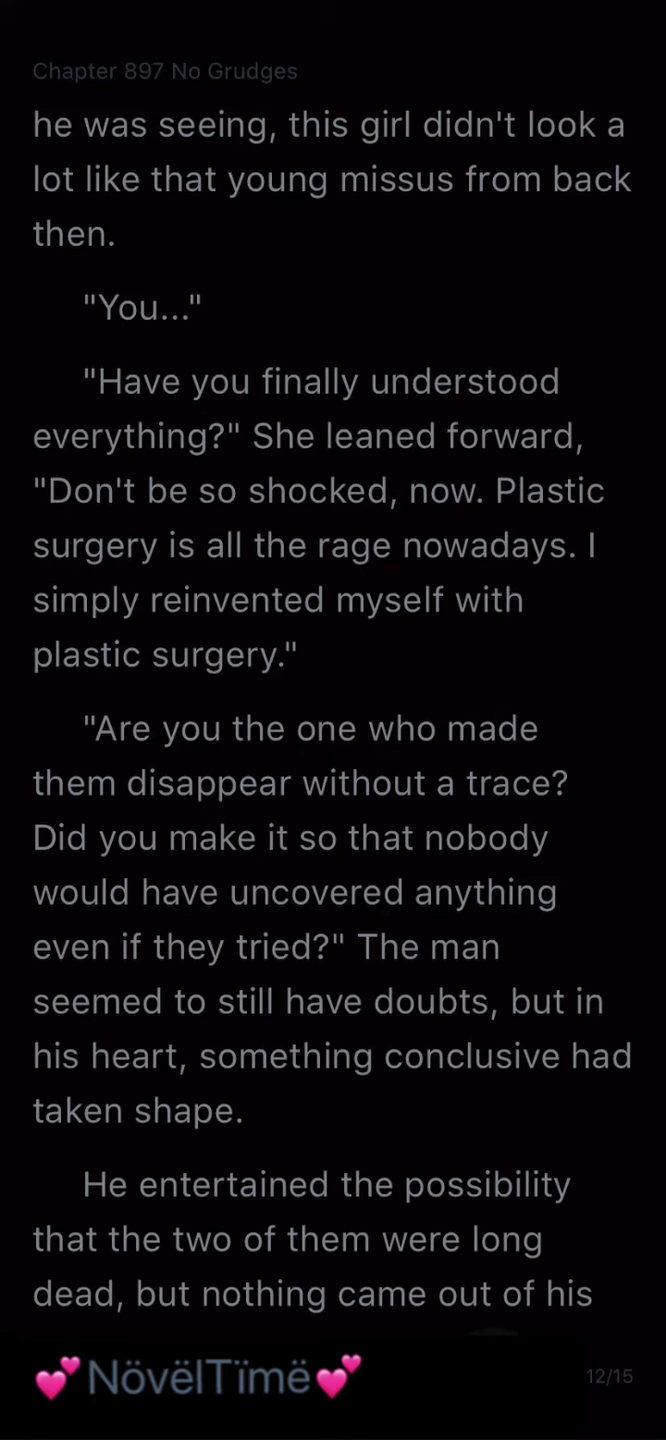 Chapter 897 No Grudges
he was seeing, this girl didn't look a
lot like that young missus from back
then.
"You..."
"Have you finally understood
everything?" She leaned forward,
"Don't be so shocked, now. Plastic
surgery is all the rage nowadays. I
simply reinvented myself with
plastic surgery."
"Are you the one who made
them disappear without a trace?
Did you make it so that nobody
would have uncovered anything
even if they tried?" The man
seemed to still have doubts, but in
his heart, something conclusive had
taken shape.
He entertained the possibility
that the two of them were long
dead, but nothing came out of his
💕NövëlTïmë💕
12/15